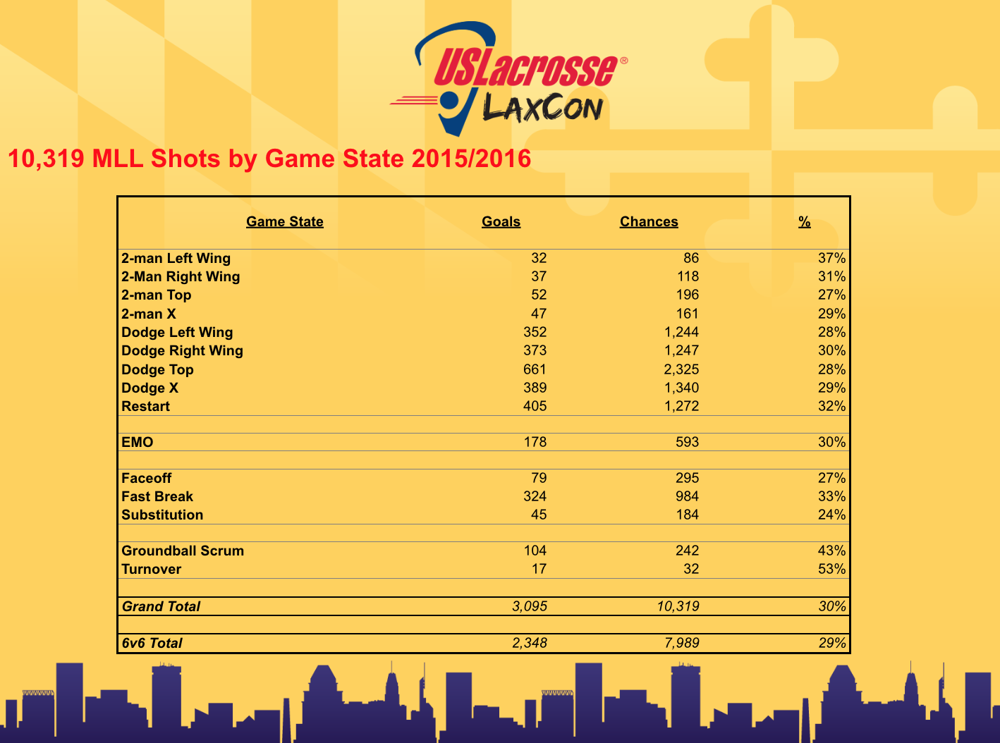 USLacrosse®
LAXCON
10,319 MLL Shots by Game State 2015/2016
Game State Goals Chances %
2-man Left Wing 32 86 37%
2-Man Right Wing 37 118 31%
2-man Top 52 196 27%
2-man X 47 161 29%
Dodge Left Wing 352 1,244 28%
Dodge Right Wing 373 1,247 30%
Dodge Top 661 2,325 28%
Dodge X 389 1,340 29%
Restart 405 1,272 32%
EMO 178 593 30%
Faceoff 79 295 27%
Fast Break 324 984 33%
Substitution 45 184 24%
Groundball Scrum 104 242 43%
Turnover 17 32 53%
Grand Total 3,095 10,319 30%
6v6 Total 2,348 7,989 29%